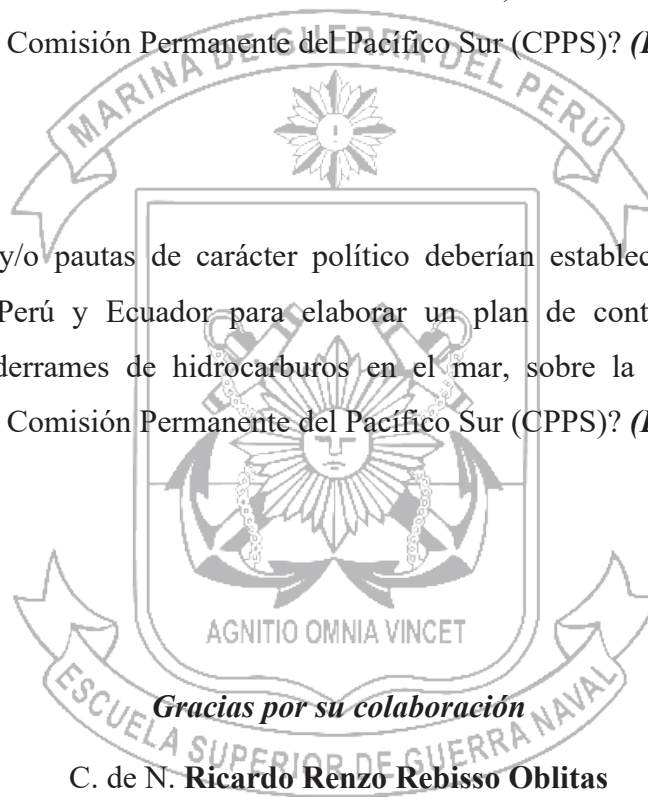 Comisión Permanente del Pacífico Sur (CPPS)?
MARINA DE GUERRA DEL PERÚ
y/o pautas de carácter político deberían
Perú y Ecuador para elaborar un plan de
derrames de hidrocarburos en el mar, sobre la
Comisión Permanente del Pacífico Sur (CPPS)?
AGNITIO OMNIA VINCET
Gracias por su colaboración
ESCUELA SUPERIOR DE GUERRA NAVAL
C. de N. Ricardo Renzo Rebisso Oblitas